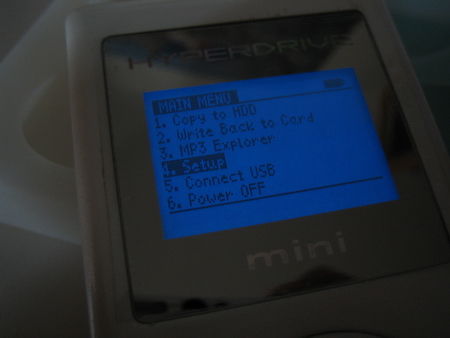 HYPERDRIVE
MAIN MENU
1. Copy to HDD
2. Write Back to Card
3. MP3 Explorer
4. Setup
5. Connect USB
6. Power OFF
mini